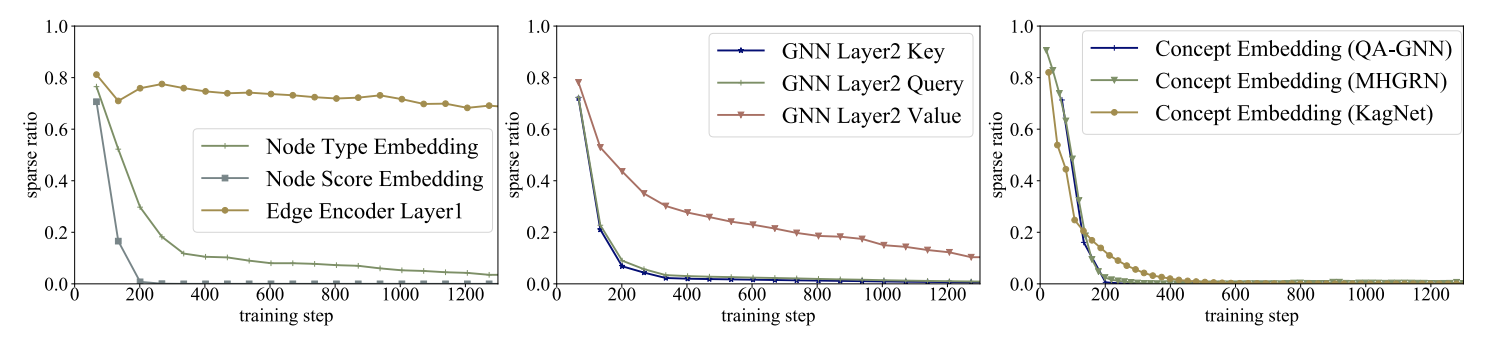 1.0
0.8
0.6
0.4
0.2
0.0
sparse ratio
0 200 400 600 800 1000 1200
training step
Node Type Embedding
Node Score Embedding
Edge Encoder Layer1
1.0
0.8
0.6
0.4
0.2
0.0
sparse ratio
0 200 400 600 800 1000 1200
training step
GNN Layer2 Key
GNN Layer2 Query
GNN Layer2 Value
1.0
0.8
0.6
0.4
0.2
0.0
sparse ratio
0 200 400 600 800 1000 1200
training step
Concept Embedding (QA-GNN)
Concept Embedding (MHGRN)
Concept Embedding (KagNet)